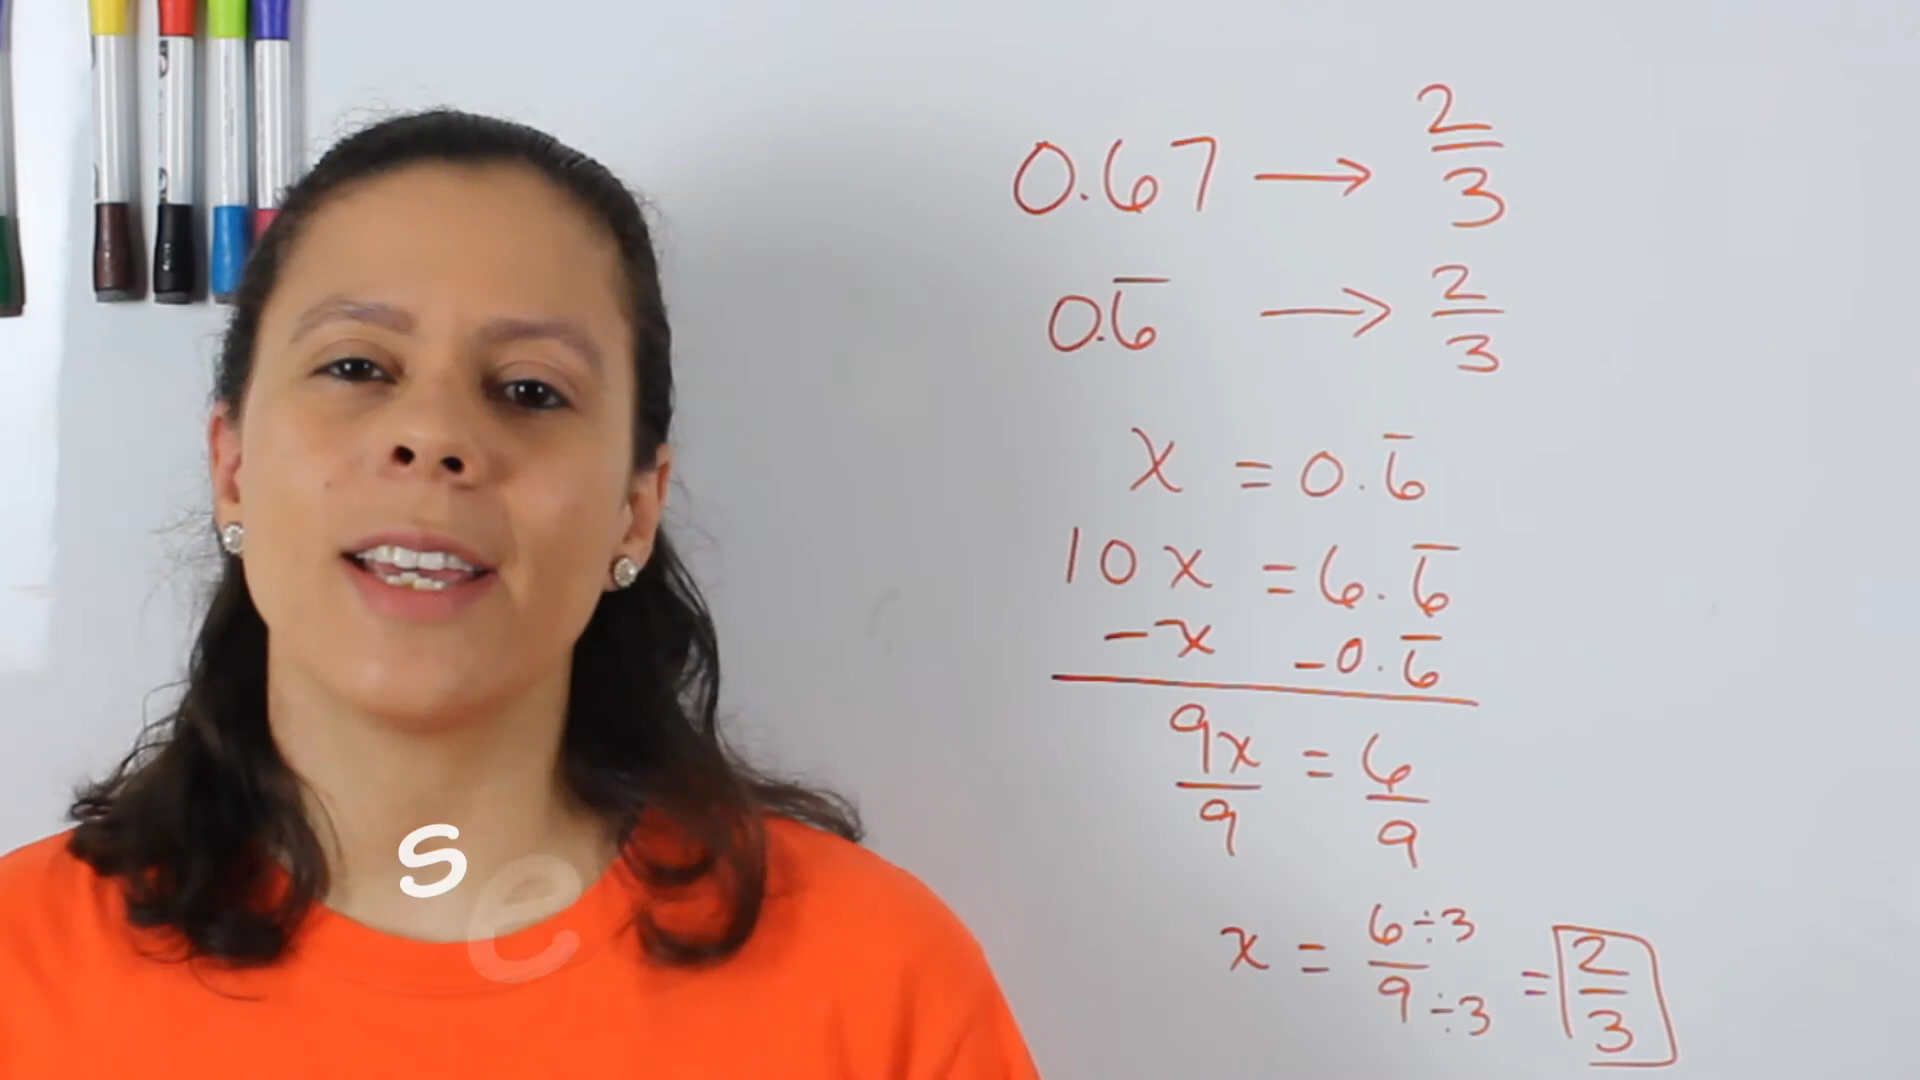 0.67 → 2/3
0.6̅ → 2/3
x = 0.6̅
10x = 6.6̅
-x -0.6̅
9x/9 = 6/9
x = 6÷3/9÷3 = 2/3
s e